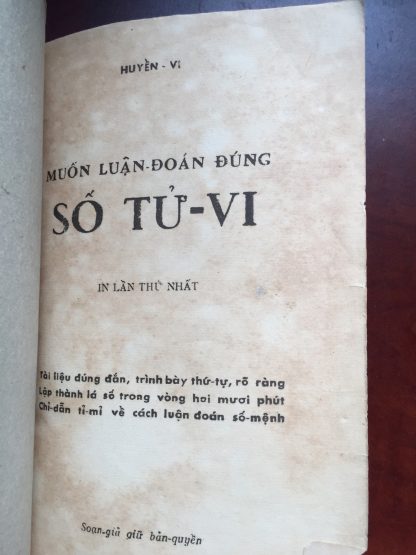 HUYỀN - VI
MUỐN LUẬN-ĐOÁN ĐÚNG
SỐ TỬ-VI
IN LẦN THỨ NHẤT
Tài liệu đúng đắn, trình bày thứ-tự, rõ ràng
Lập thành lá số trong vòng hai mươi phút
Chỉ-dẫn tỉ-mỉ về cách luận đoán số-mệnh
Soạn-giả giữ bản-quyền